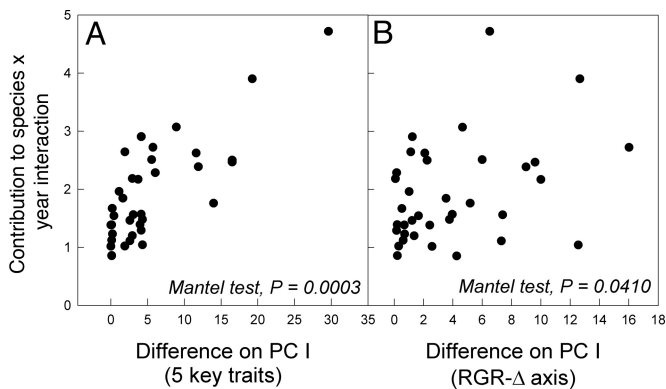 A
B
Contribution to species x
year interaction
5
4
3
2
1
0
Mantel test, P = 0.0003
Mantel test, P = 0.0410
0 5 10 15 20 25 30 35
0 2 4 6 8 10 12 14 16 18
Difference on PC I
(5 key traits)
Difference on PC I
(RGR-Δ axis)